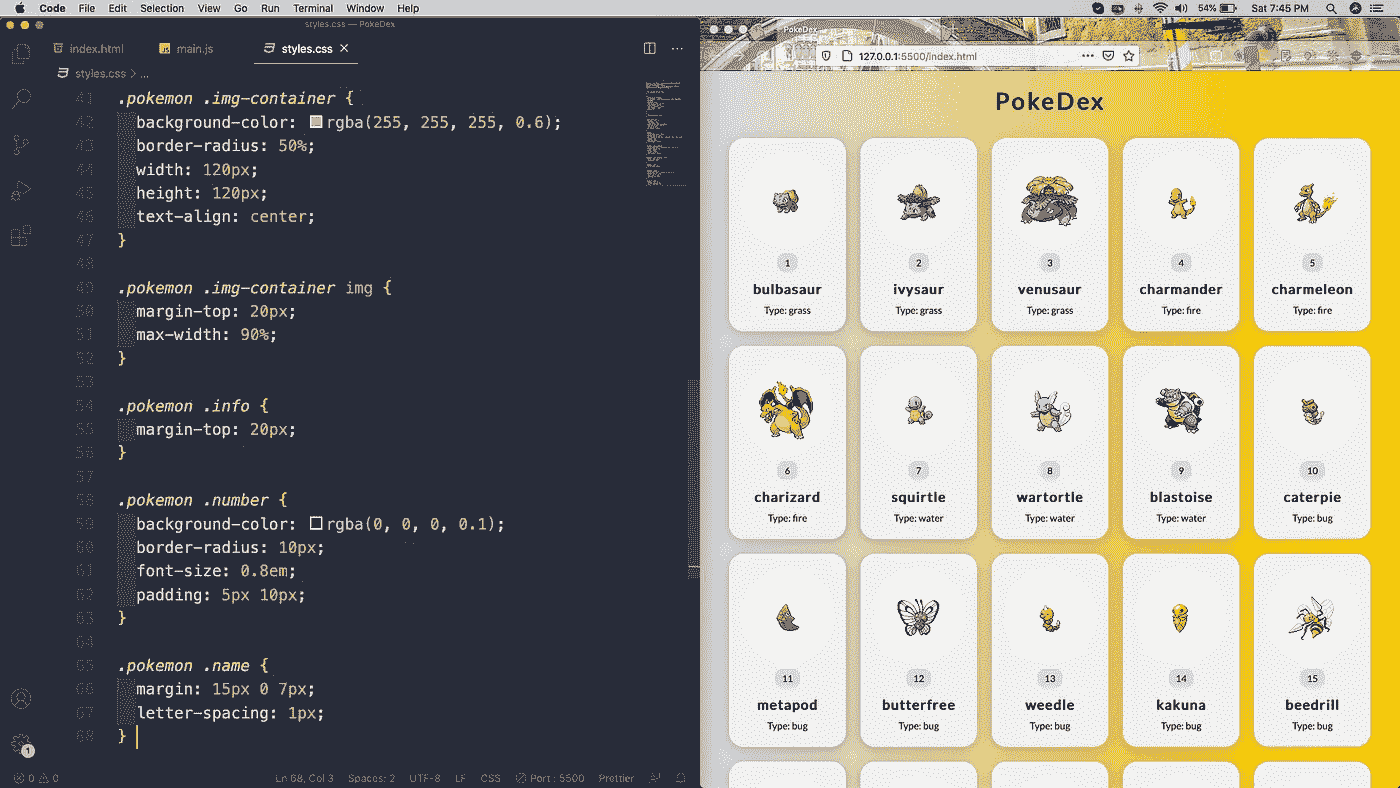 Code File Edit Selection View Go Run Terminal Window Help
54% Sat 7:45 PM
styles.css — PokeDex
index.html main.js styles.css
styles.css > ...
41 .pokemon .img-container {
42 background-color: rgba(255, 255, 255, 0.6);
43 border-radius: 50%;
44 width: 120px;
45 height: 120px;
46 text-align: center;
47 }
48
49 .pokemon .img-container img {
50 margin-top: 20px;
51 max-width: 90%;
52 }
53
54 .pokemon .info {
55 margin-top: 20px;
56 }
57
58 .pokemon .number {
59 background-color: rgba(0, 0, 0, 0.1);
60 border-radius: 10px;
61 font-size: 0.8em;
62 padding: 5px 10px;
63 }
64
65 .pokemon .name {
66 margin: 15px 0 7px;
67 letter-spacing: 1px;
68 }
1
0 0 Ln 68, Col 3 Spaces: 2 UTF-8 LF CSS Port : 5500 Prettier
PokeDex
127.0.0.1:5500/index.html
PokeDex
1 2 3 4 5
bulbasaur ivysaur venusaur charmander charmeleon
Type: grass Type: grass Type: grass Type: fire Type: fire
6 7 8 9 10
charizard squirtle wartortle blastoise caterpie
Type: fire Type: water Type: water Type: water Type: bug
11 12 13 14 15
metapod butterfree weedle kakuna beedrill
Type: bug Type: bug Type: bug Type: bug Type: bug